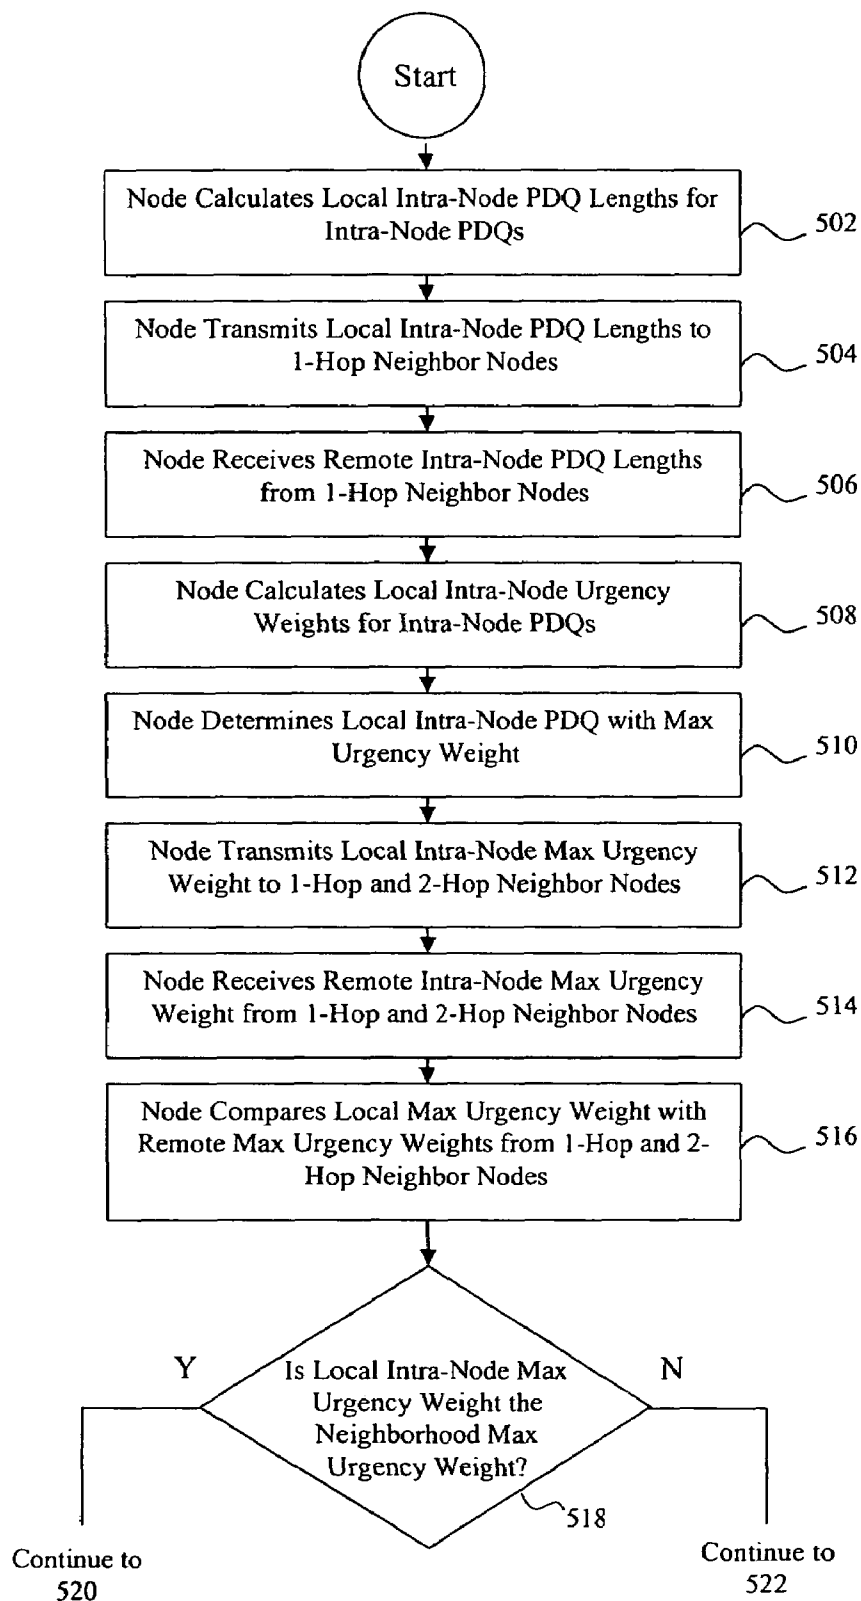 Start
Node Calculates Local Intra-Node PDQ Lengths for
Intra-Node PDQs
502
Node Transmits Local Intra-Node PDQ Lengths to
1-Hop Neighbor Nodes
504
Node Receives Remote Intra-Node PDQ Lengths
from 1-Hop Neighbor Nodes
506
Node Calculates Local Intra-Node Urgency
Weights for Intra-Node PDQs
508
Node Determines Local Intra-Node PDQ with Max
Urgency Weight
510
Node Transmits Local Intra-Node Max Urgency
Weight to 1-Hop and 2-Hop Neighbor Nodes
512
Node Receives Remote Intra-Node Max Urgency
Weight from 1-Hop and 2-Hop Neighbor Nodes
514
Node Compares Local Max Urgency Weight with
Remote Max Urgency Weights from 1-Hop and 2-
Hop Neighbor Nodes
516
Y
N
Is Local Intra-Node Max
Urgency Weight the
Neighborhood Max
Urgency Weight?
518
Continue to
520
Continue to
522